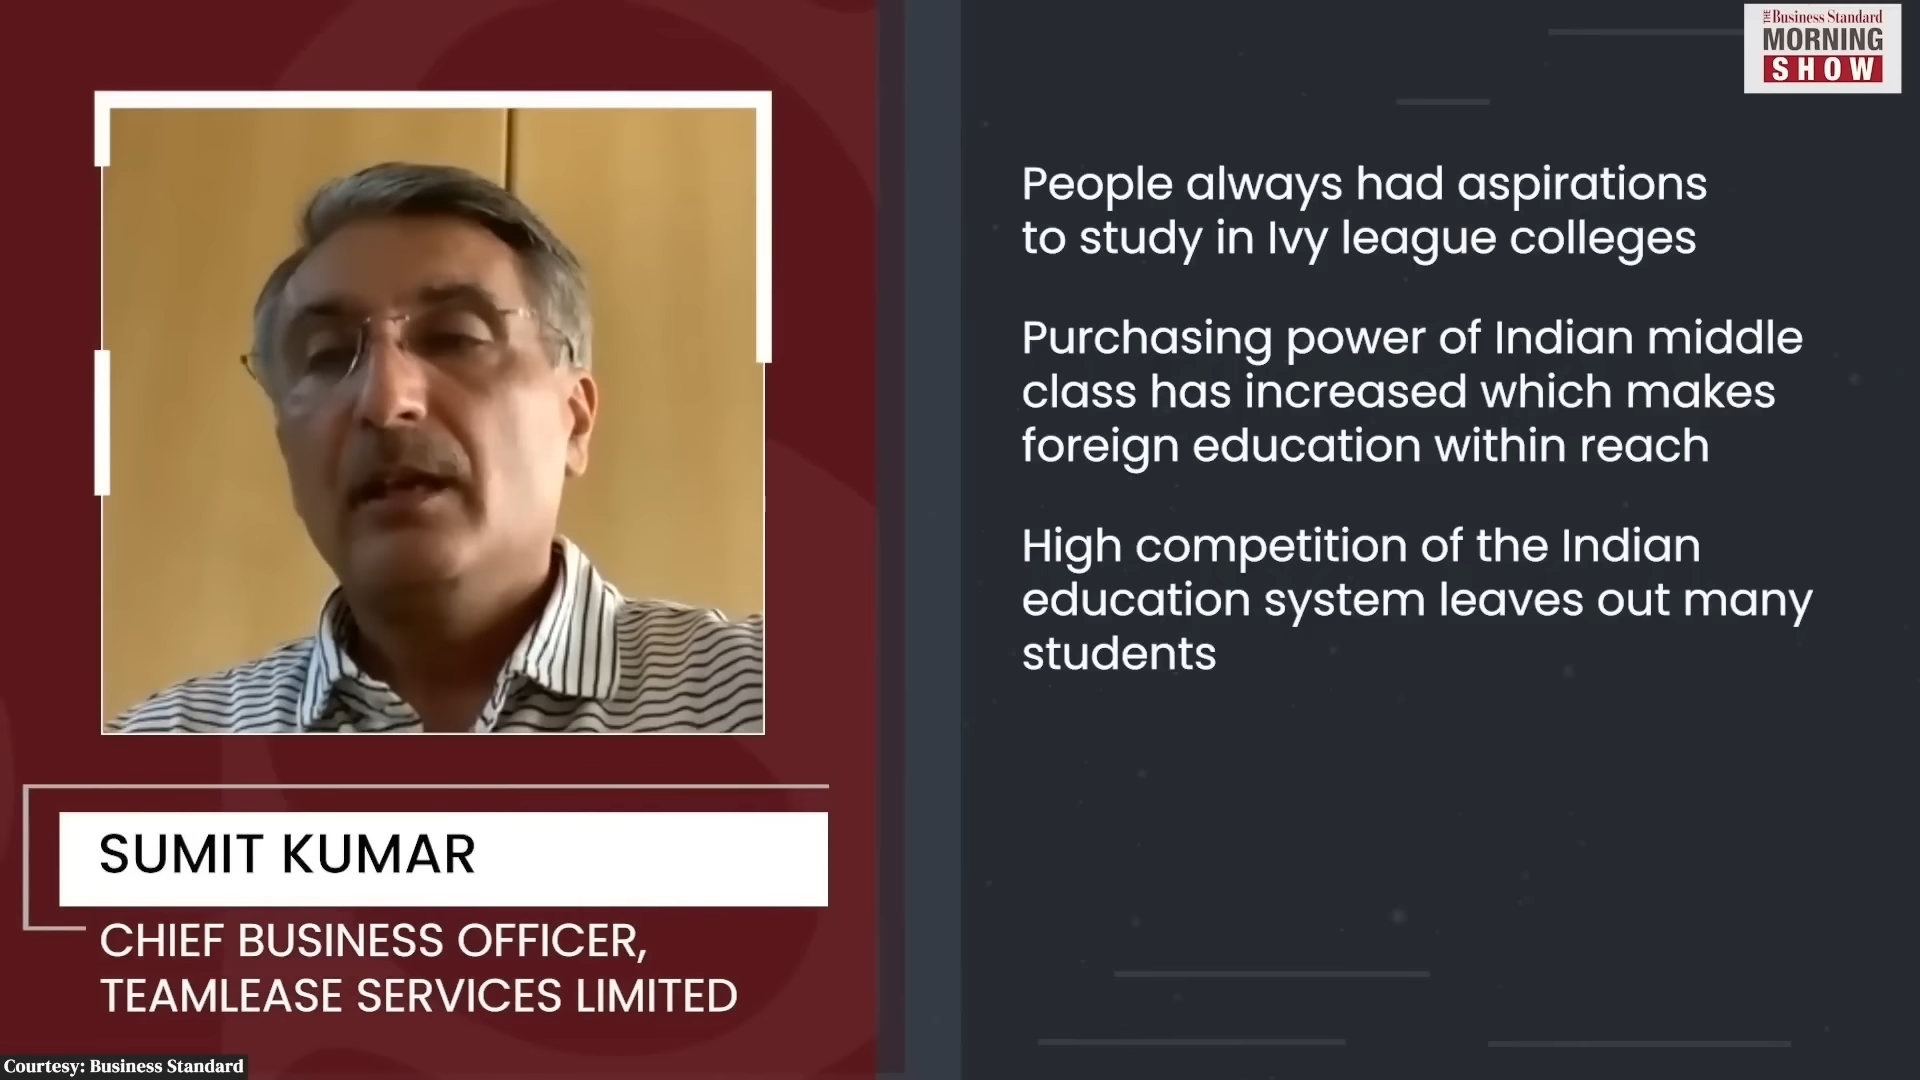 THE Business Standard
MORNING
SHOW
People always had aspirations
to study in Ivy league colleges
Purchasing power of Indian middle
class has increased which makes
foreign education within reach
High competition of the Indian
education system leaves out many
students
SUMIT KUMAR
CHIEF BUSINESS OFFICER,
TEAMLEASE SERVICES LIMITED
Courtesy: Business Standard